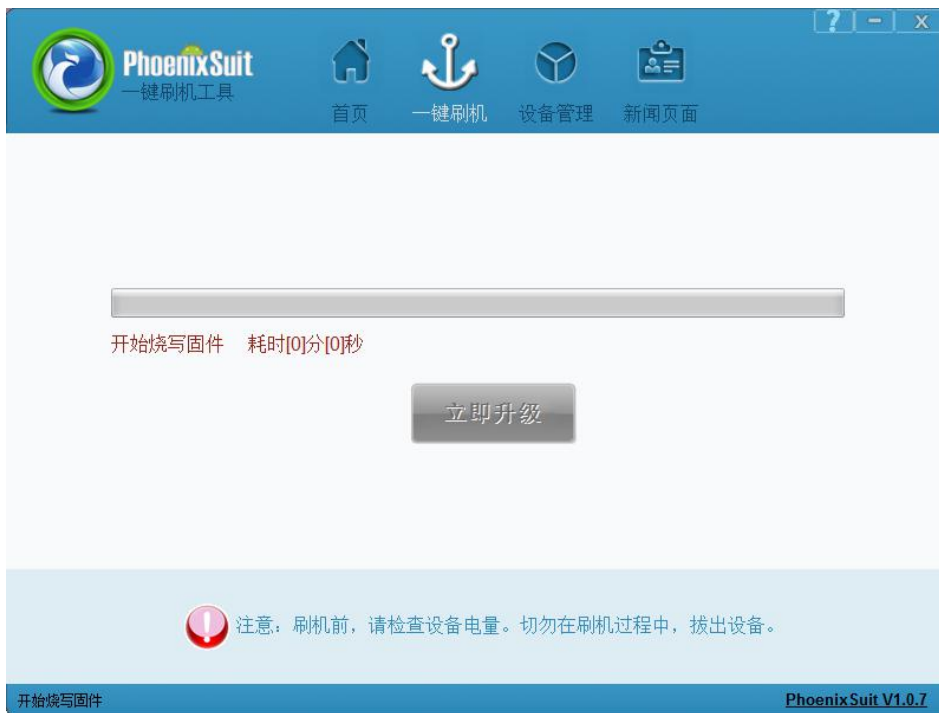 ? - X
PhoenixSuit
一键刷机工具
首页 一键刷机 设备管理 新闻页面
开始烧写固件 耗时[0]分[0]秒
立即升级
注意：刷机前，请检查设备电量。切勿在刷机过程中，拔出设备。
开始烧写固件 PhoenixSuit V1.0.7